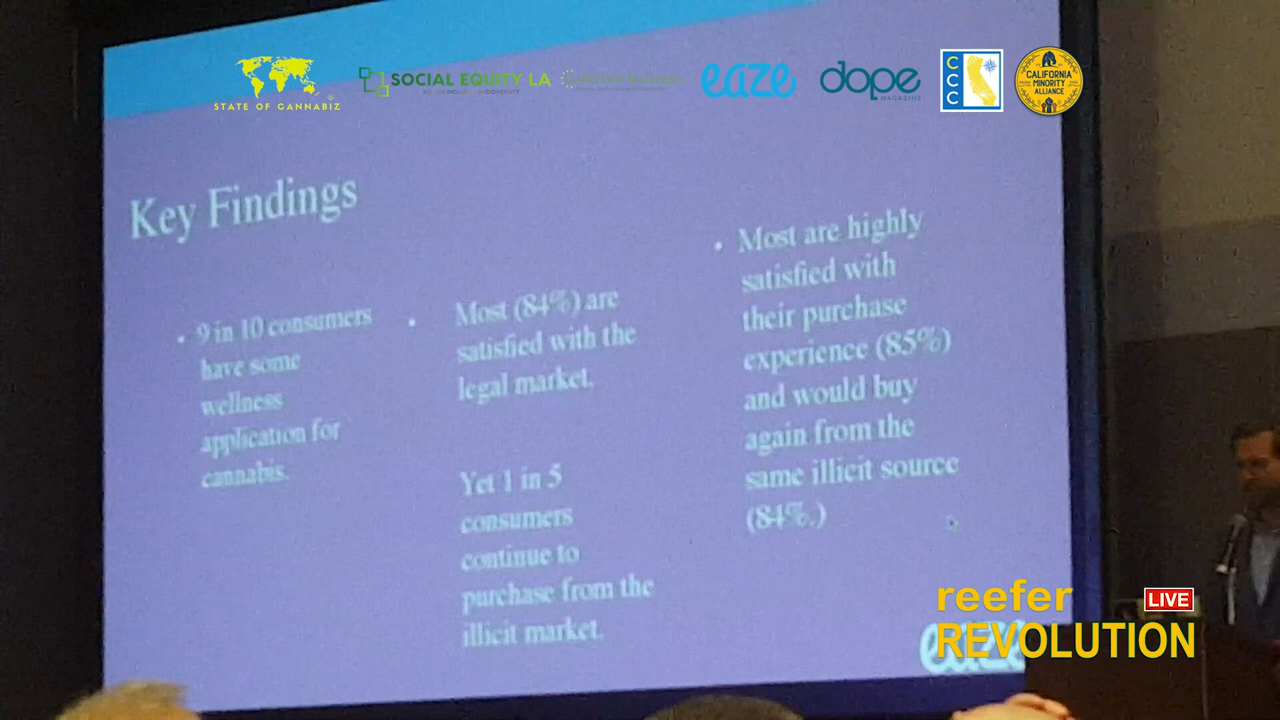 STATE OF CANNABIZ
SOCIAL EQUITY LA
eaze
dope
MAGAZINE
C
C
C
CALIFORNIA
MINORITY
ALLIANCE
Key Findings
• 9 in 10 consumers
have some
wellness
application for
cannabis.
• Most (84%) are
satisfied with the
legal market.
Yet 1 in 5
consumers
continue to
purchase from the
illicit market.
• Most are highly
satisfied with
their purchase
experience (85%)
and would buy
again from the
same illicit source
(84%.)
reefer
LIVE
REVOLUTION
eaze